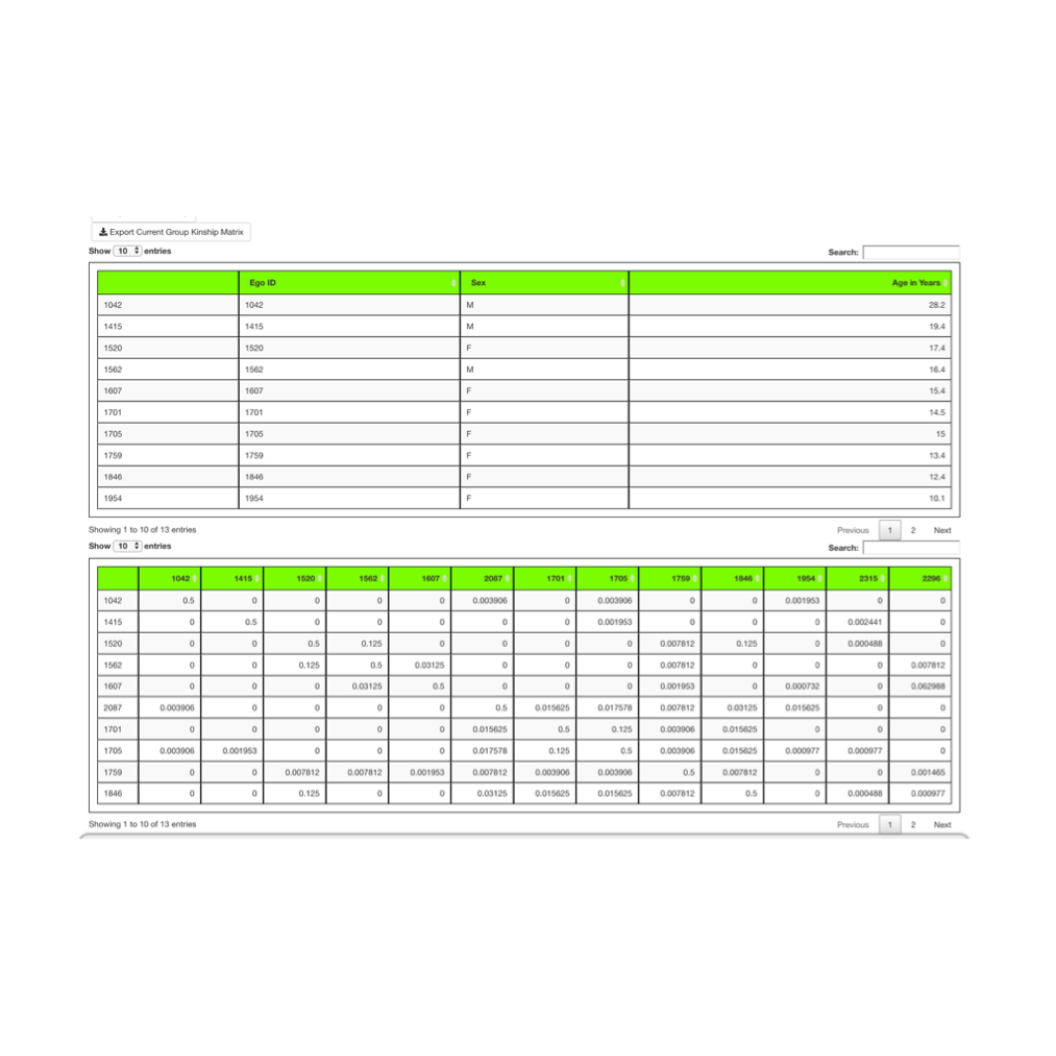 Export Current Group Kinship Matrix
Show 10 entries Search:
Ego ID Sex Age in Years
1042 1042 M 28.2
1415 1415 M 19.4
1520 1520 F 17.4
1562 1562 M 16.4
1607 1607 F 15.4
1701 1701 F 14.5
1705 1705 F 15
1759 1759 F 13.4
1846 1846 F 12.4
1954 1954 F 10.1
Showing 1 to 10 of 13 entries Previous 1 2 Next
Show 10 entries Search:
1042 1415 1520 1562 1607 2087 1701 1705 1759 1846 1954 2315 2296
1042 0.5 0 0 0 0 0.003906 0 0.003906 0 0 0.001953 0 0
1415 0 0.5 0 0 0 0 0 0.001953 0 0 0 0.002441 0
1520 0 0 0.5 0.125 0 0 0 0 0.007812 0.125 0 0.000488 0
1562 0 0 0.125 0.5 0.03125 0 0 0 0.007812 0 0 0 0.007812
1607 0 0 0 0.03125 0.5 0 0 0 0.001953 0 0.000732 0 0.062988
2087 0.003906 0 0 0 0 0.5 0.015625 0.017578 0.007812 0.03125 0.015625 0 0
1701 0 0 0 0 0 0.015625 0.5 0.125 0.003906 0.015625 0 0 0
1705 0.003906 0.001953 0 0 0 0.017578 0.125 0.5 0.003906 0.015625 0.000977 0.000977 0
1759 0 0 0.007812 0.007812 0.001953 0.007812 0.003906 0.003906 0.5 0.007812 0 0 0.001465
1846 0 0 0.125 0 0 0.03125 0.015625 0.015625 0.007812 0.5 0 0.000488 0.000977
Showing 1 to 10 of 13 entries Previous 1 2 Next